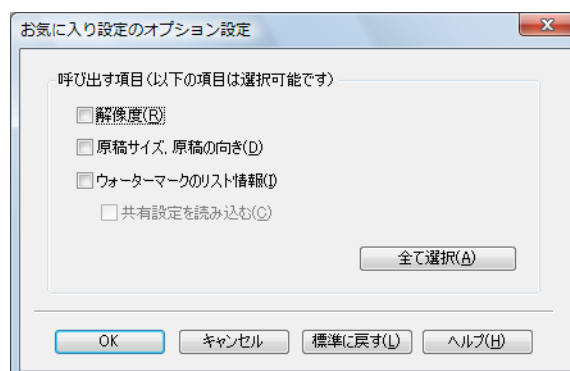 お気に入り設定のオプション設定
呼び出す項目(以下の項目は選択可能です)
解像度(R)
原稿サイズ, 原稿の向き(D)
ウォーターマークのリスト情報(I)
共有設定を読み込む(C)
全て選択(A)
OK キャンセル 標準に戻す(L) ヘルプ(H)